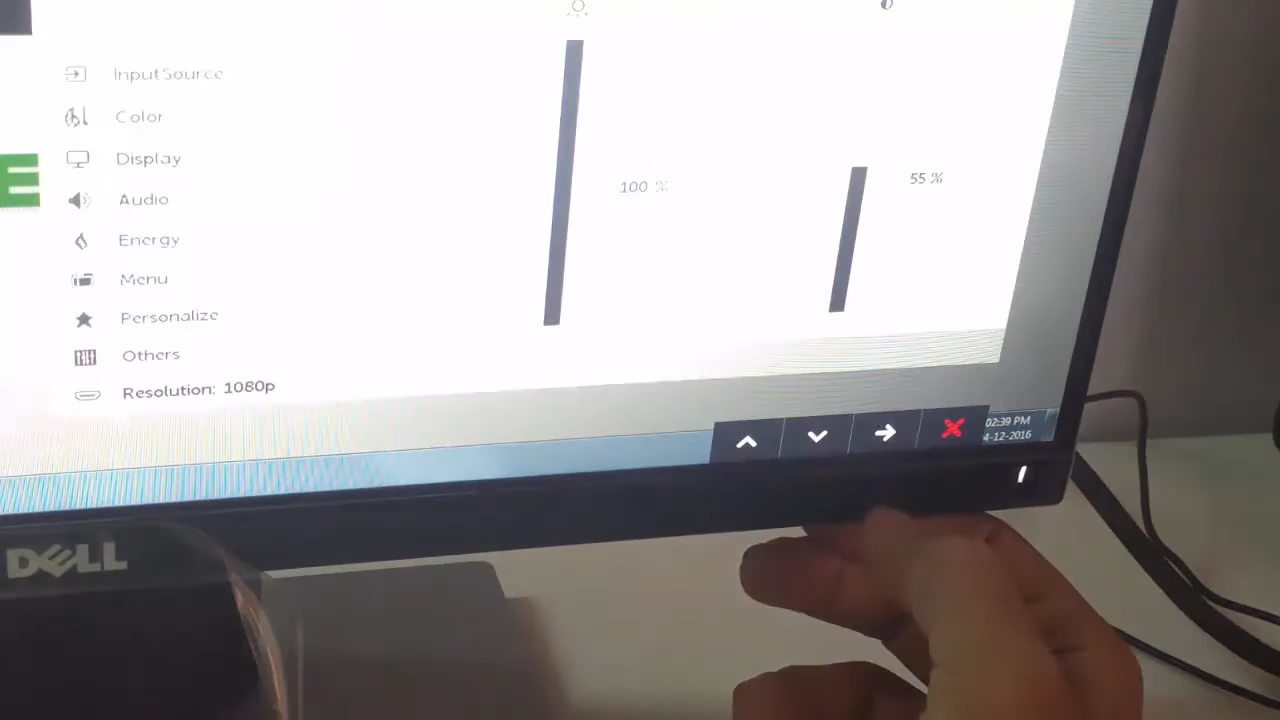 Input Source
Color
Display
Audio
Energy
Menu
Personalize
Others
Resolution: 1080p
100 %
55 %
E
02:39 PM
4-12-2016
DELL